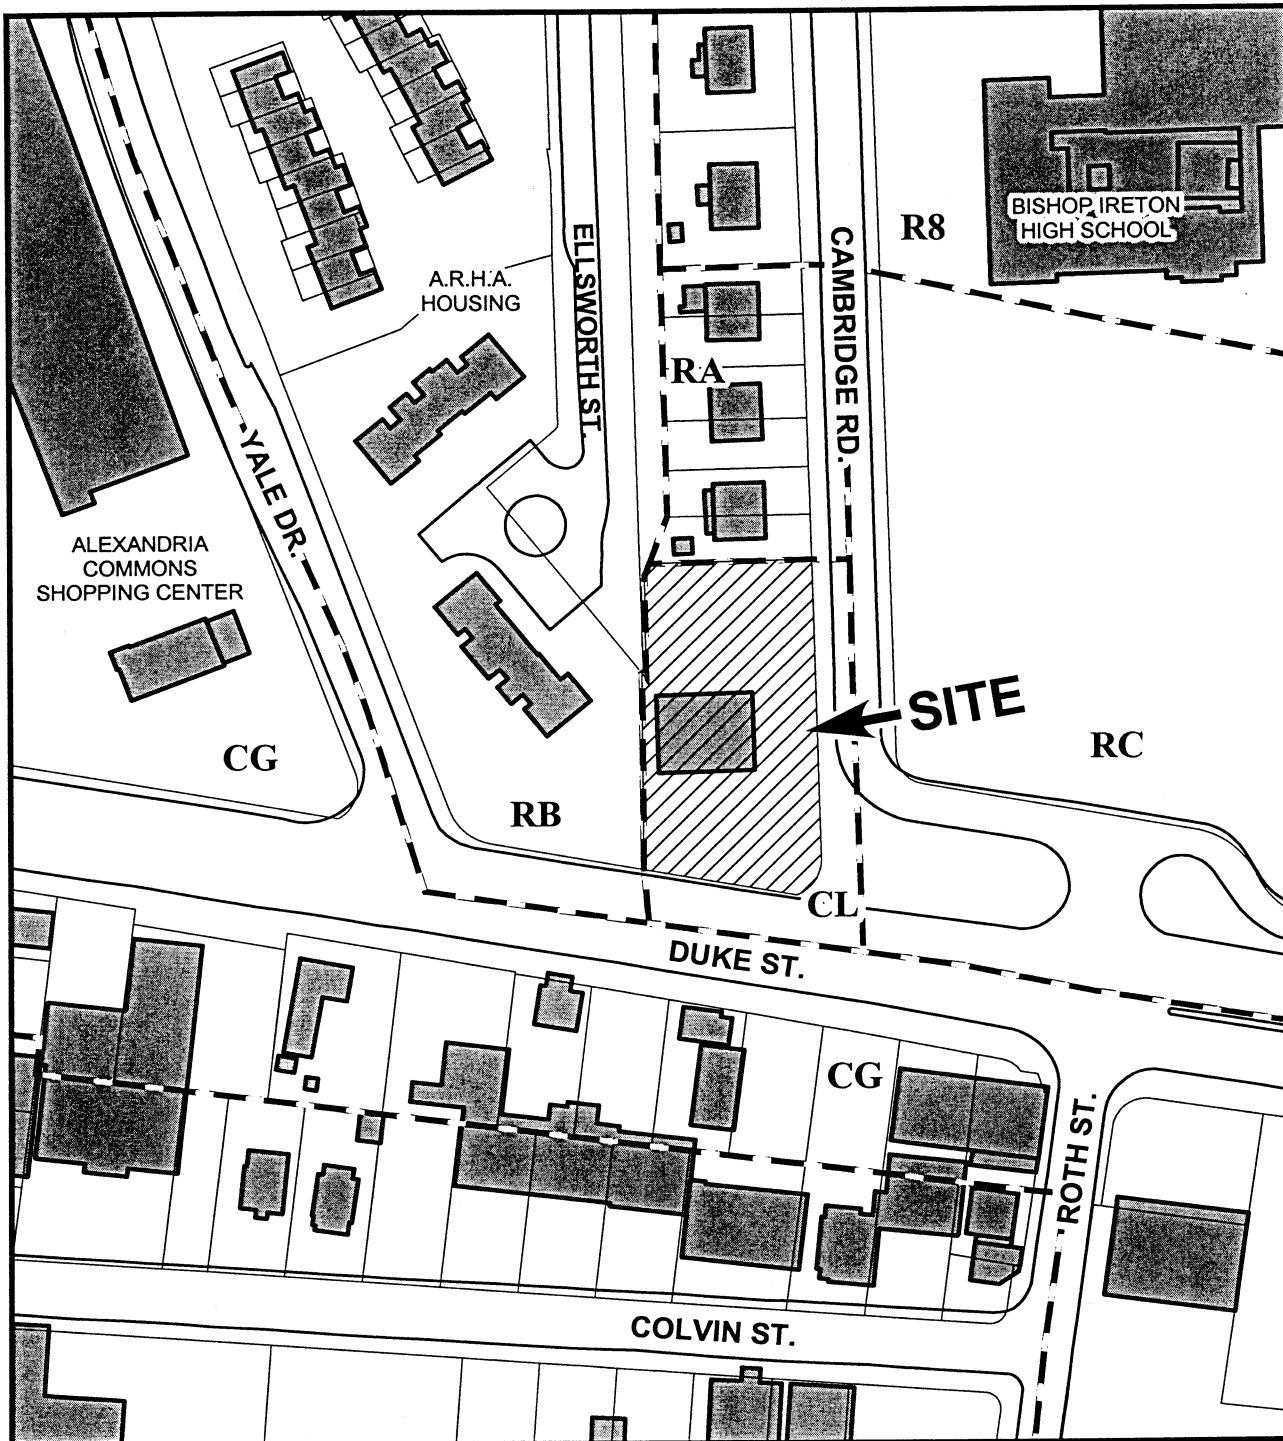 BISHOP IRETON
HIGH SCHOOL
R8
CAMBRIDGE RD.
ELLSWORTH ST.
A.R.H.A.
HOUSING
RA
YALE DR.
ALEXANDRIA
COMMONS
SHOPPING CENTER
SITE
CG
RC
RB
CL
DUKE ST.
CG
ROTH ST.
COLVIN ST.